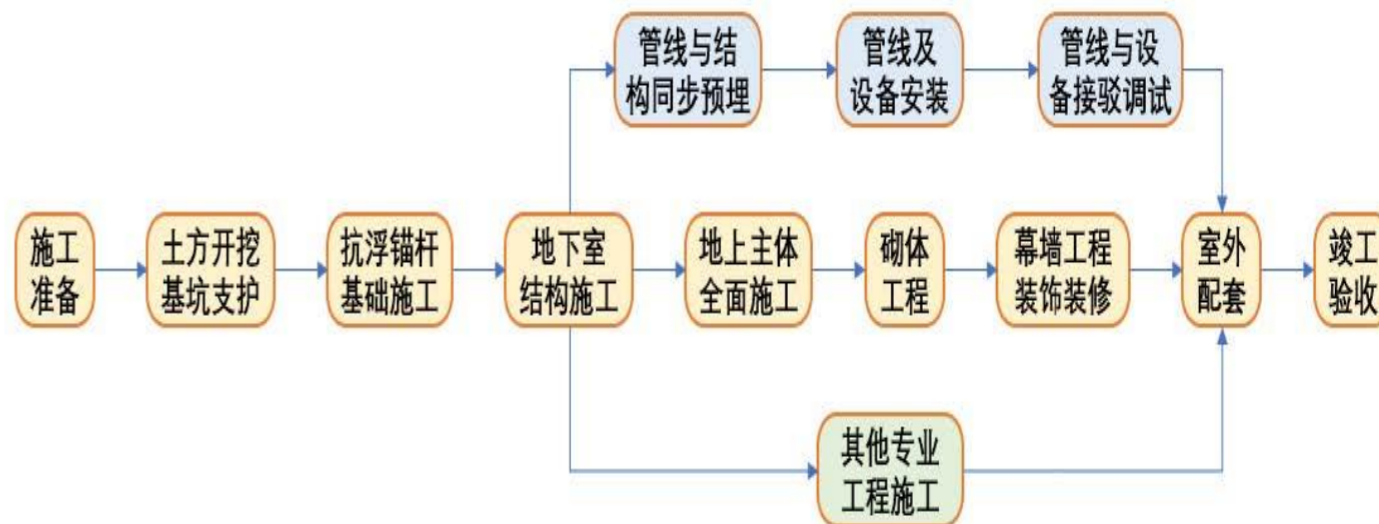 管线与结
构同步预埋
管线及
设备安装
管线与设
备接驳调试
施工
准备
土方开挖
基坑支护
抗浮锚杆
基础施工
地下室
结构施工
地上主体
全面施工
砌体
工程
幕墙工程
装饰装修
室外
配套
竣工
验收
其他专业
工程施工